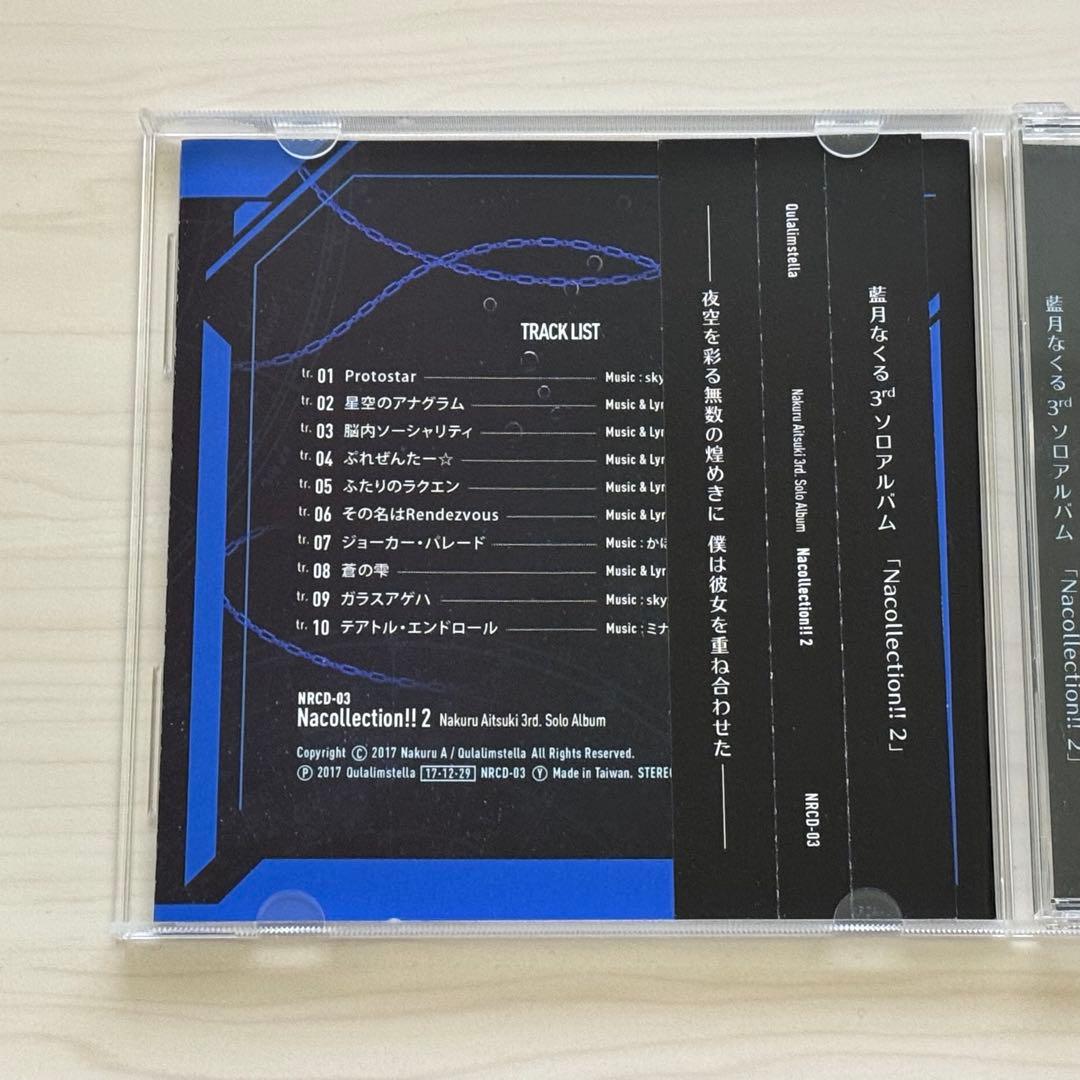 TRACK LIST
tr. 01 Protostar Music : sky
tr. 02 星空のアナグラム Music & Lyr
tr. 03 脳内ソーシャリティ Music & Lyr
tr. 04 ぷれぜんたー☆ Music & Lyr
tr. 05 ふたりのラクエン Music & Lyr
tr. 06 その名はRendezvous Music & Lyr
tr. 07 ジョーカー・パレード Music : かぼ
tr. 08 蒼の雫 Music & Lyr
tr. 09 ガラスアゲハ Music : sky
tr. 10 テアトル・エンドロール Music : ミナ
NRCD-03
Nacollection!! 2 Nakuru Aitsuki 3rd. Solo Album
Copyright Ⓒ 2017 Nakuru A / Qulalimstella All Rights Reserved.
Ⓟ 2017 Qulalimstella 17-12-29 NRCD-03 Ⓨ Made in Taiwan. STEREO
夜空を彩る無数の煌めきに 僕は彼女を重ね合わせた
Qulalimstella Nakuru Aitsuki 3rd. Solo Album Nacollection!! 2 NRCD-03
藍月なくる 3rd ソロアルバム 「Nacollection!! 2」
藍月なくる 3rd ソロアルバム 「Nacollection!! 2」